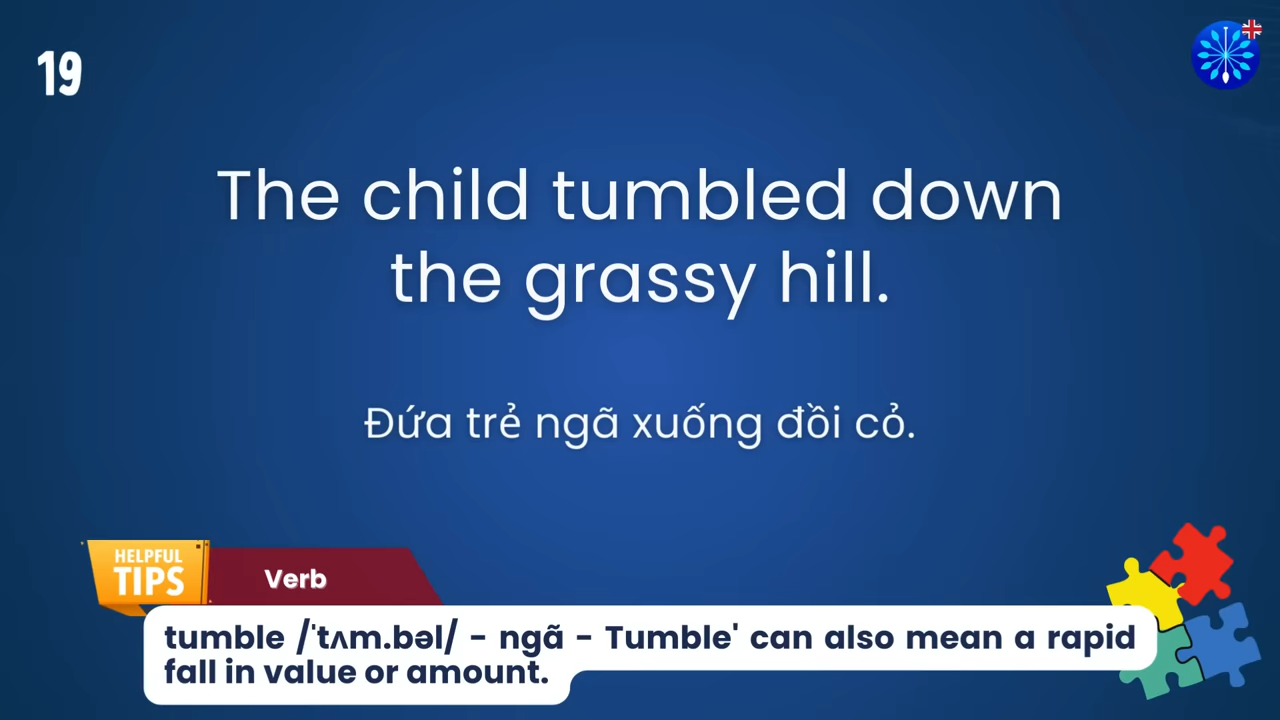 19
The child tumbled down
the grassy hill.
Đứa trẻ ngã xuống đồi cỏ.
HELPFUL
TIPS
Verb
tumble /ˈtʌm.bəl/ - ngã - Tumble' can also mean a rapid
fall in value or amount.